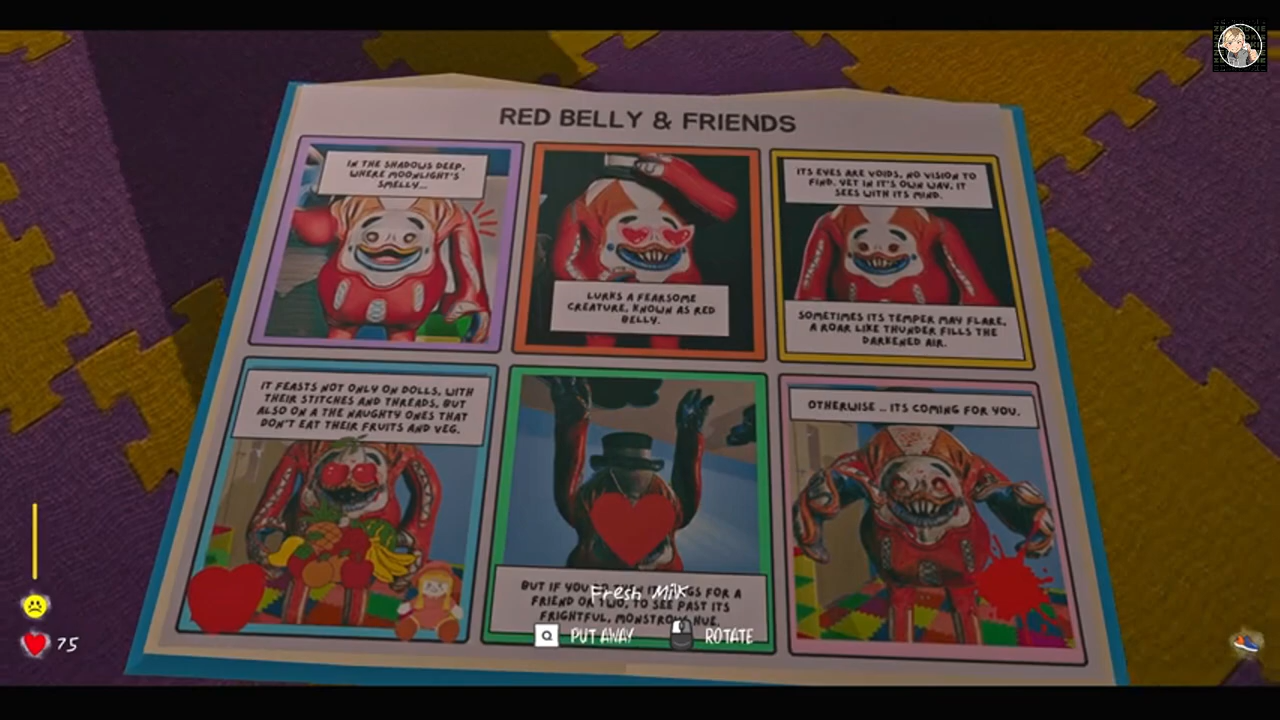 RED BELLY & FRIENDS
IN THE SHADOWS DEEP,
WHERE MOONLIGHT'S
SMELLY...
LURKS A FEARSOME
CREATURE, KNOWN AS RED
BELLY.
ITS EYES ARE VOIDS, NO VISION TO
FIND. YET IN IT'S OWN WAY, IT
SEES WITH ITS MIND.
SOMETIMES ITS TEMPER MAY FLARE,
A ROAR LIKE THUNDER FILLS THE
DARKENED AIR.
IT FEASTS NOT ONLY ON DOLLS, WITH
THEIR STITCHES AND THREADS, BUT
ALSO ON A THE NAUGHTY ONES THAT
DON'T EAT THEIR FRUITS AND VEG.
BUT IF YOU FOR A
FRIEND OR TWO, TO SEE PAST ITS
FRIGHTFUL, MONSTROUS HUE.
OTHERWISE ... ITS COMING FOR YOU.
Fresh Milk
Q PUT AWAY ROTATE
75